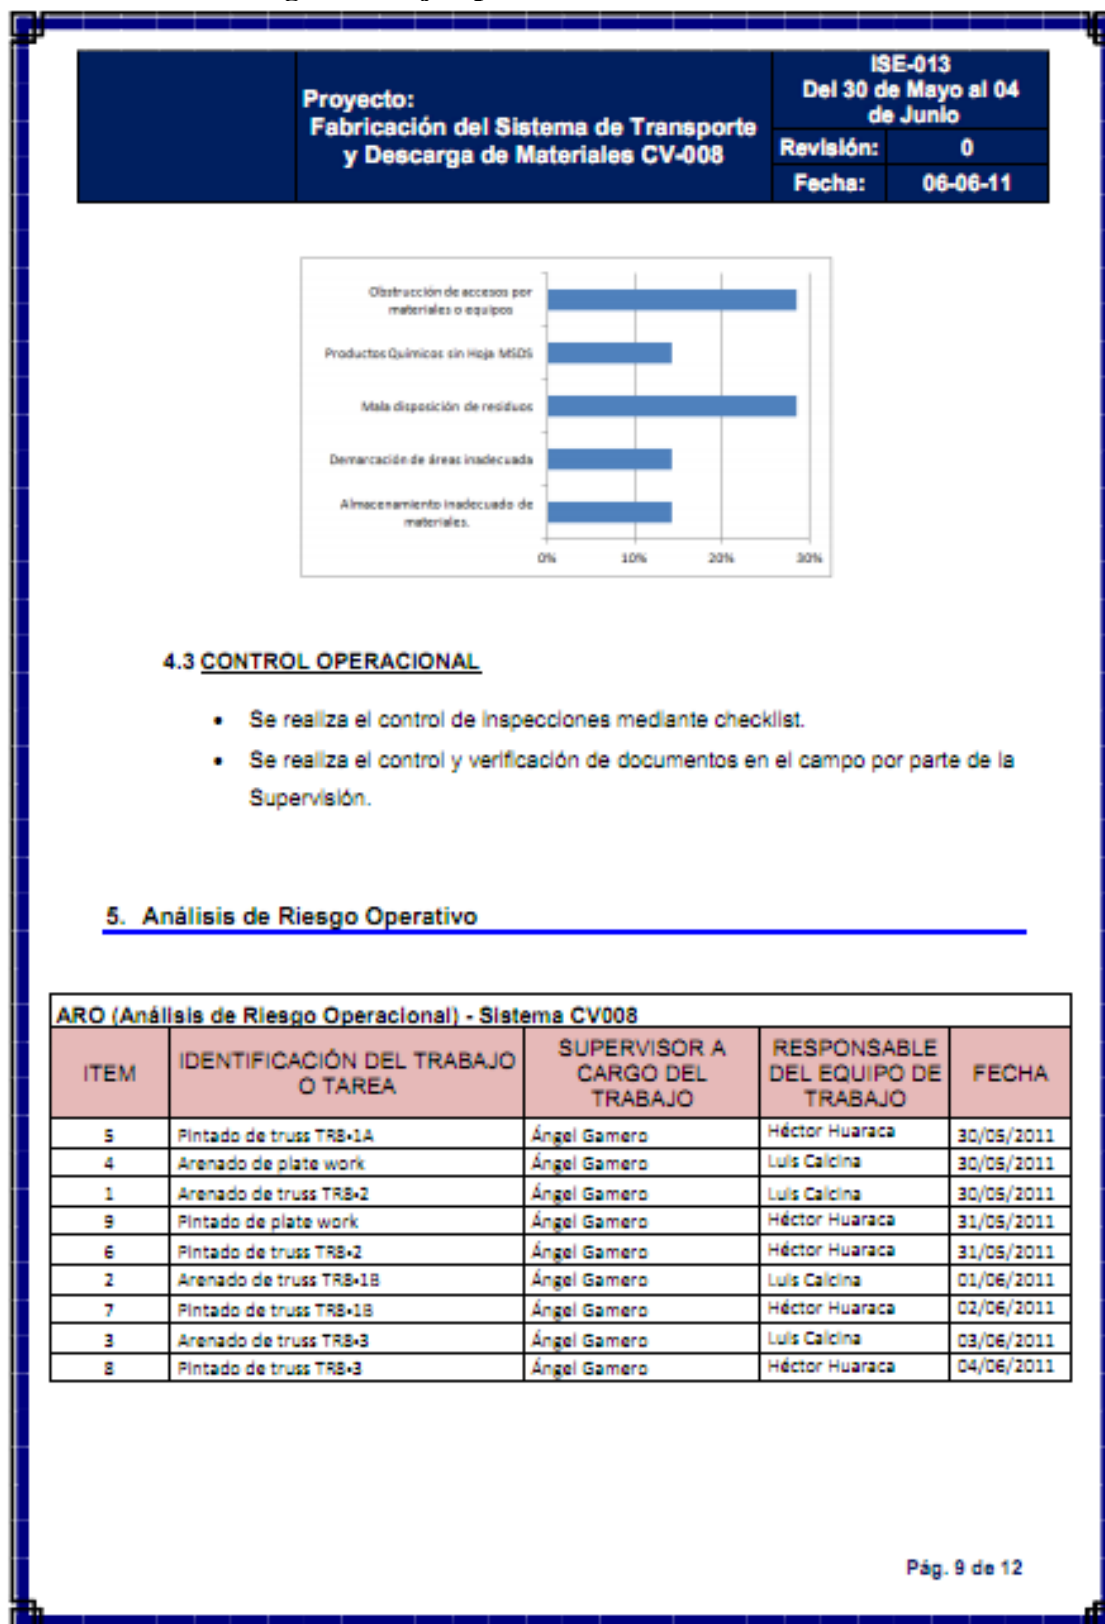 Proyecto:
Fabricación del Sistema de Transporte
y Descarga de Materiales CV-008
ISE-013
Del 30 de Mayo al 04
de Junio
Revisión: 0
Fecha: 06-06-11
Obstrucción de accesos por
materiales o equipos
Productos Químicos sin Hoja MSDS
Mala disposición de residuos
Demarcación de áreas inadecuada
Almacenamiento inadecuado de
materiales.
0% 10% 20% 30%
4.3 CONTROL OPERACIONAL
• Se realiza el control de inspecciones mediante checklist.
• Se realiza el control y verificación de documentos en el campo por parte de la
Supervisión.
5. Análisis de Riesgo Operativo
ARO (Análisis de Riesgo Operacional) - Sistema CV008
ITEM IDENTIFICACIÓN DEL TRABAJO O TAREA SUPERVISOR A CARGO DEL TRABAJO RESPONSABLE DEL EQUIPO DE TRABAJO FECHA
5 Pintado de truss TR8-1A Ángel Gamero Héctor Huaraca 30/05/2011
4 Arenado de plate work Ángel Gamero Luis Calcina 30/05/2011
1 Arenado de truss TR8-2 Ángel Gamero Luis Calcina 30/05/2011
9 Pintado de plate work Ángel Gamero Héctor Huaraca 31/05/2011
6 Pintado de truss TR8-2 Ángel Gamero Héctor Huaraca 31/05/2011
2 Arenado de truss TR8-1B Ángel Gamero Luis Calcina 01/06/2011
7 Pintado de truss TR8-1B Ángel Gamero Héctor Huaraca 02/06/2011
3 Arenado de truss TR8-3 Ángel Gamero Luis Calcina 03/06/2011
8 Pintado de truss TR8-3 Ángel Gamero Héctor Huaraca 04/06/2011
Pág. 9 de 12